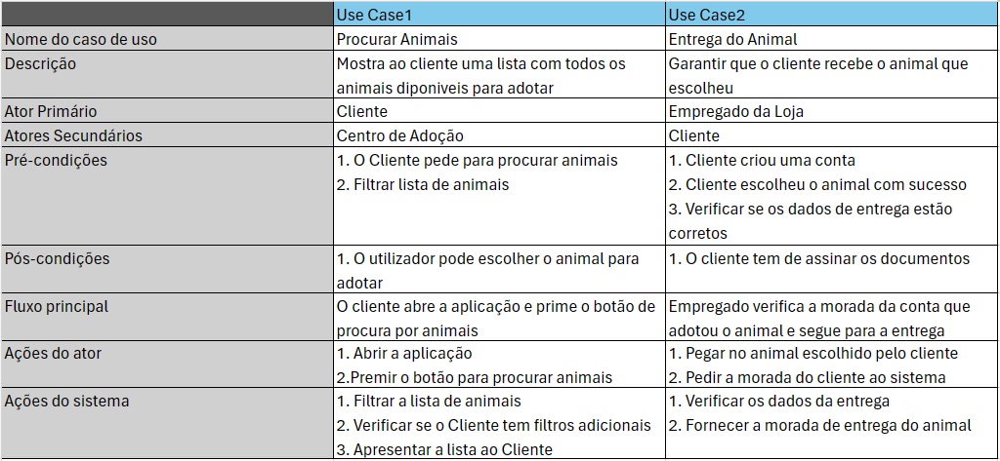 Use Case1 Use Case2
Nome do caso de uso Procurar Animais Entrega do Animal
Descrição Mostra ao cliente uma lista com todos os Garantir que o cliente recebe o animal que
animais diponiveis para adotar escolheu
Ator Primário Cliente Empregado da Loja
Atores Secundários Centro de Adoção Cliente
Pré-condições 1. O Cliente pede para procurar animais 1. Cliente criou uma conta
2. Filtrar lista de animais 2. Cliente escolheu o animal com sucesso
3. Verificar se os dados de entrega estão
corretos
Pós-condições 1. O utilizador pode escolher o animal para 1. O cliente tem de assinar os documentos
adotar
Fluxo principal O cliente abre a aplicação e prime o botão de Empregado verifica a morada da conta que
procura por animais adotou o animal e segue para a entrega
Ações do ator 1. Abrir a aplicação 1. Pegar no animal escolhido pelo cliente
2.Premir o botão para procurar animais 2. Pedir a morada do cliente ao sistema
Ações do sistema 1. Filtrar a lista de animais 1. Verificar os dados da entrega
2. Verificar se o Cliente tem filtros adicionais 2. Fornecer a morada de entrega do animal
3. Apresentar a lista ao Cliente